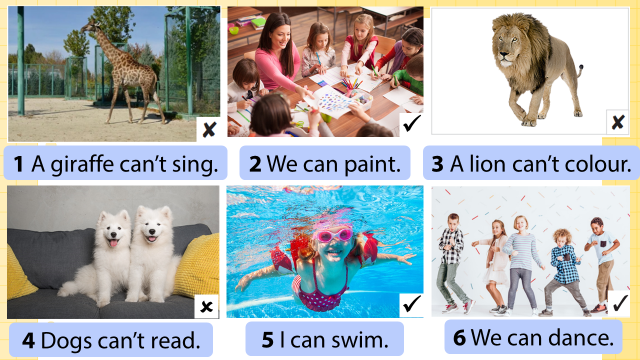 1 A giraffe can't sing.
2 We can paint.
3 A lion can't colour.
4 Dogs can't read.
5 I can swim.
6 We can dance.